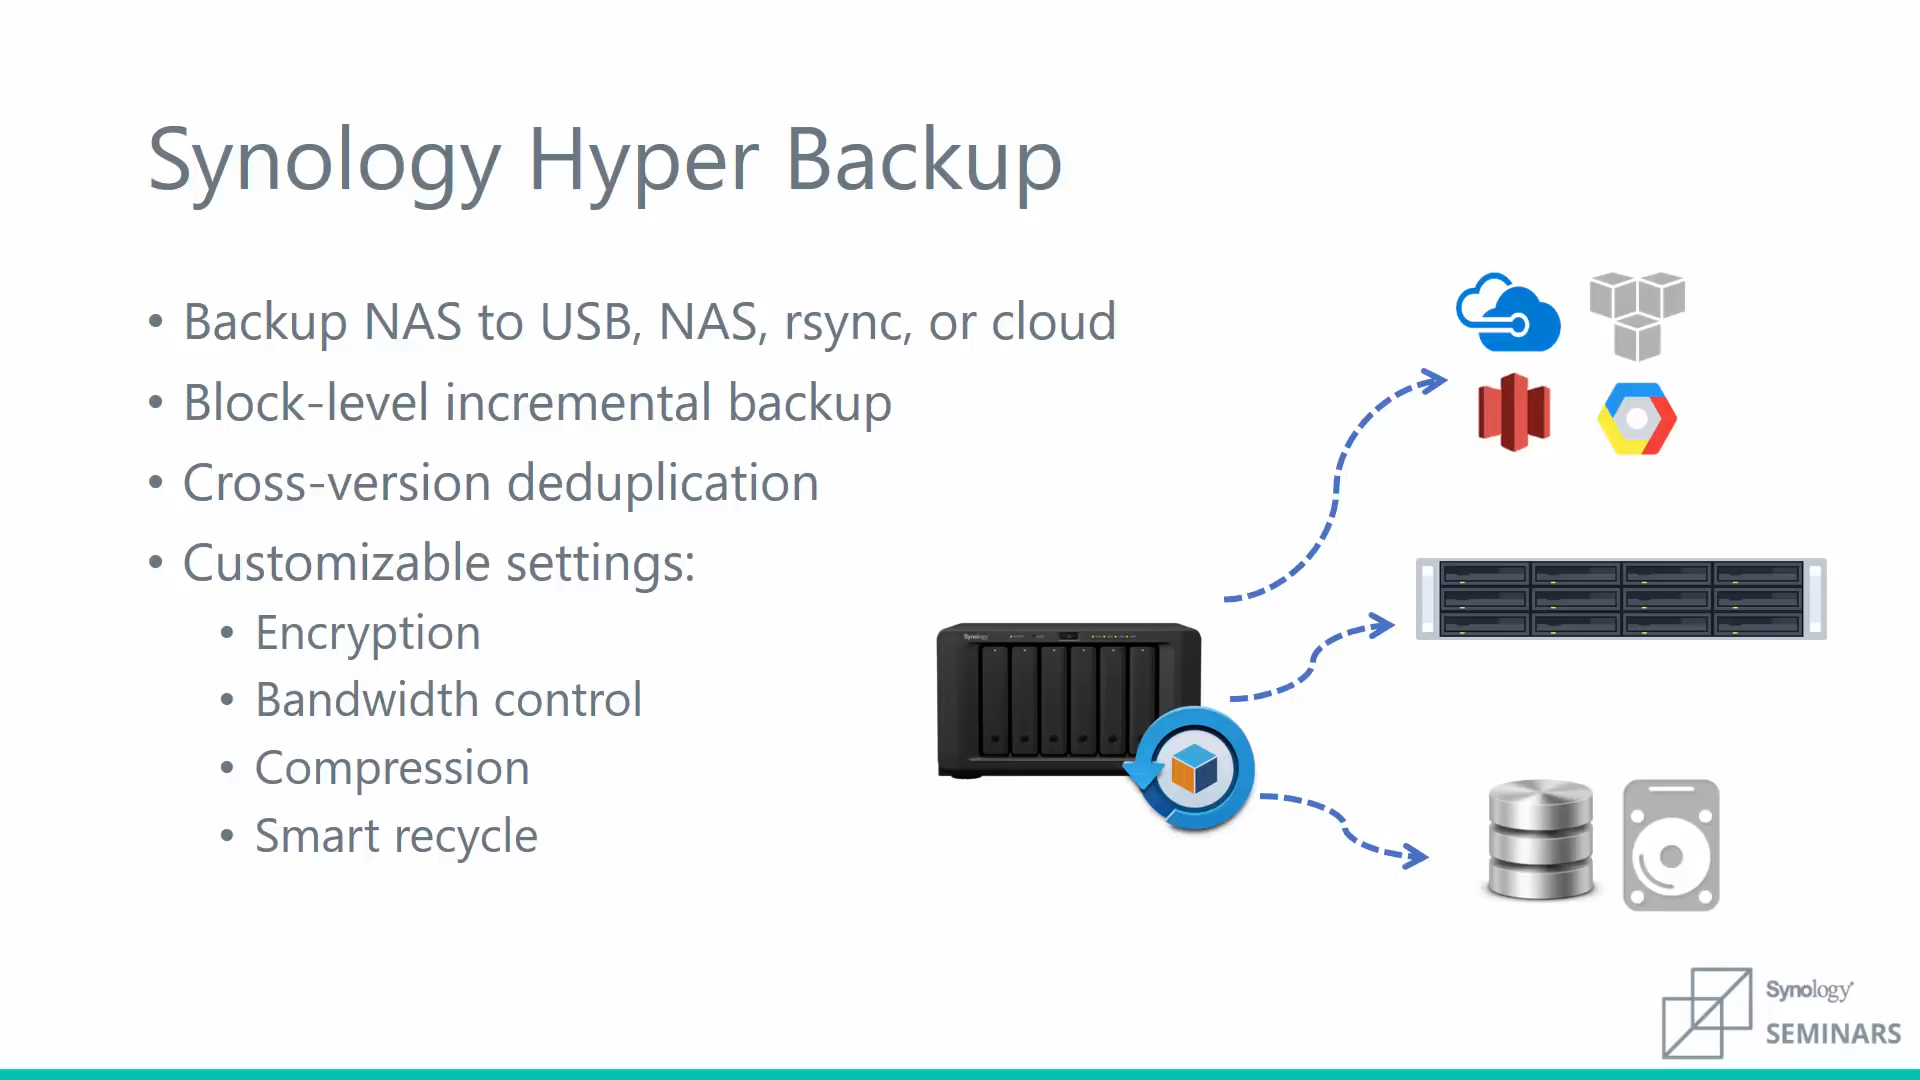 Synology Hyper Backup
• Backup NAS to USB, NAS, rsync, or cloud
• Block-level incremental backup
• Cross-version deduplication
• Customizable settings:
• Encryption
• Bandwidth control
• Compression
• Smart recycle
Synology
Synology
SEMINARS